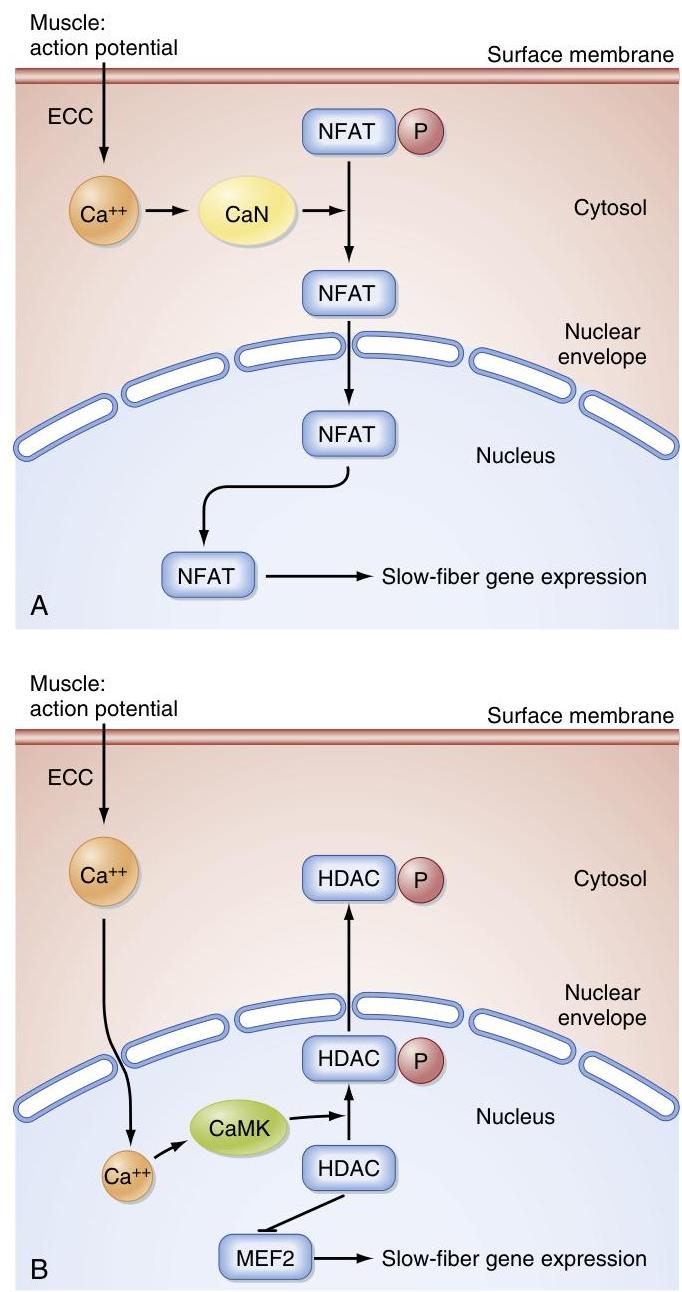 Muscle:
action potential
Surface membrane
ECC
NFAT P
Ca++ CaN
Cytosol
NFAT
Nuclear
envelope
NFAT
Nucleus
NFAT Slow-fiber gene expression
A
Muscle:
action potential
Surface membrane
ECC
Ca++
HDAC P
Cytosol
Nuclear
envelope
HDAC P
Nucleus
CaMK
Ca++
HDAC
MEF2 Slow-fiber gene expression
B